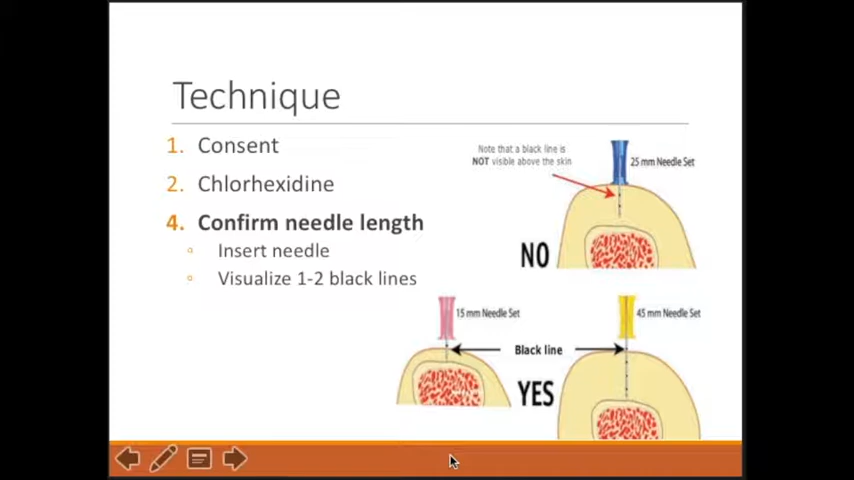 Technique
1. Consent
2. Chlorhexidine
4. Confirm needle length
Insert needle
Visualize 1-2 black lines
Note that a black line is
NOT visible above the skin
25 mm Needle Set
NO
15 mm Needle Set
45 mm Needle Set
Black line
YES